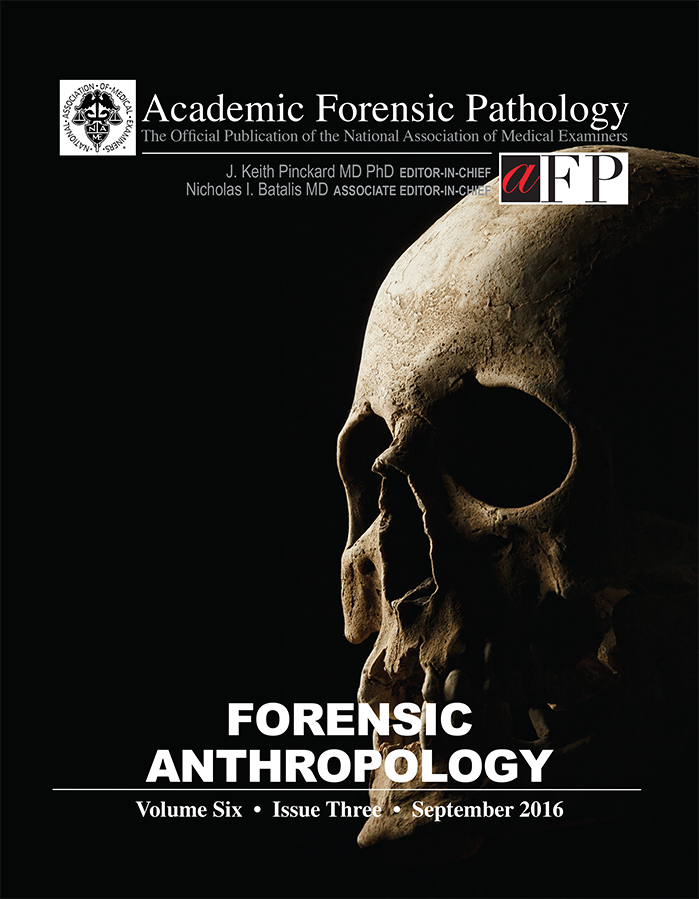 NATIONAL·ASSOCIATION·OF·MEDICAL·EXAMINERS·
N A
M E
Academic Forensic Pathology
The Official Publication of the National Association of Medical Examiners
J. Keith Pinckard MD PhD EDITOR-IN-CHIEF
Nicholas I. Batalis MD ASSOCIATE EDITOR-IN-CHIEF
aFP
FORENSIC
ANTHROPOLOGY
Volume Six • Issue Three • September 2016